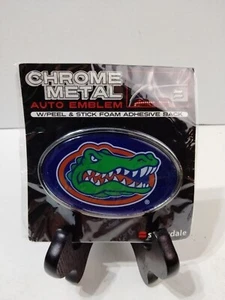 CHROME
METAL
AUTO EMBLEM
W/PEEL & STICK FOAM ADHESIVE BACK
®